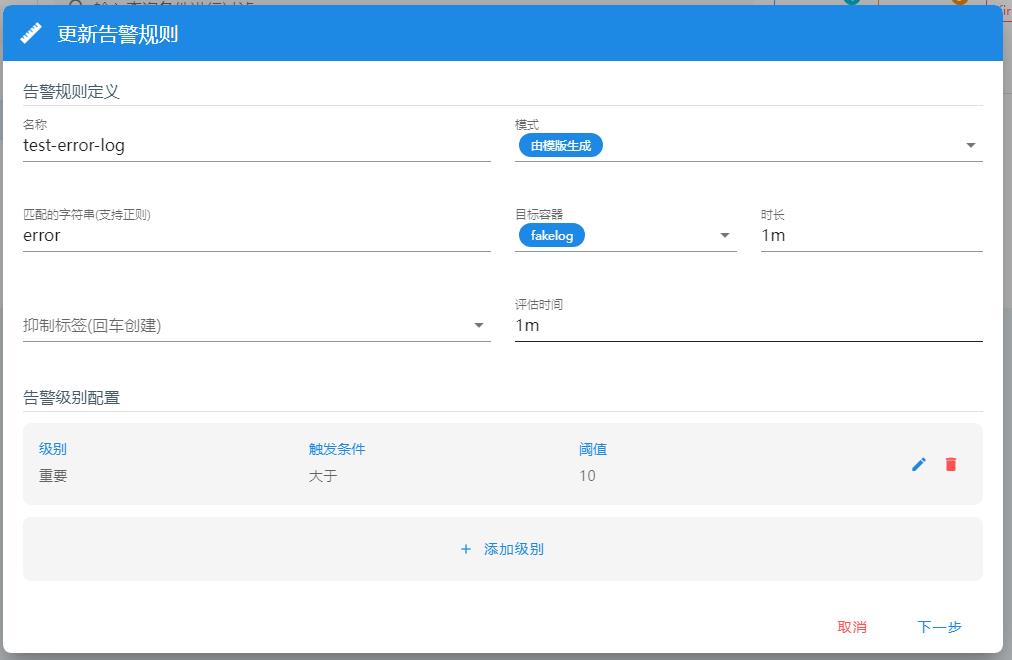 更新告警规则
告警规则定义
名称
test-error-log
模式
由模版生成
匹配的字符串(支持正则)
error
目标容器
fakelog
时长
1m
抑制标签(回车创建)
评估时间
1m
告警级别配置
级别 触发条件 阈值
重要 大于 10
+ 添加级别
取消 下一步